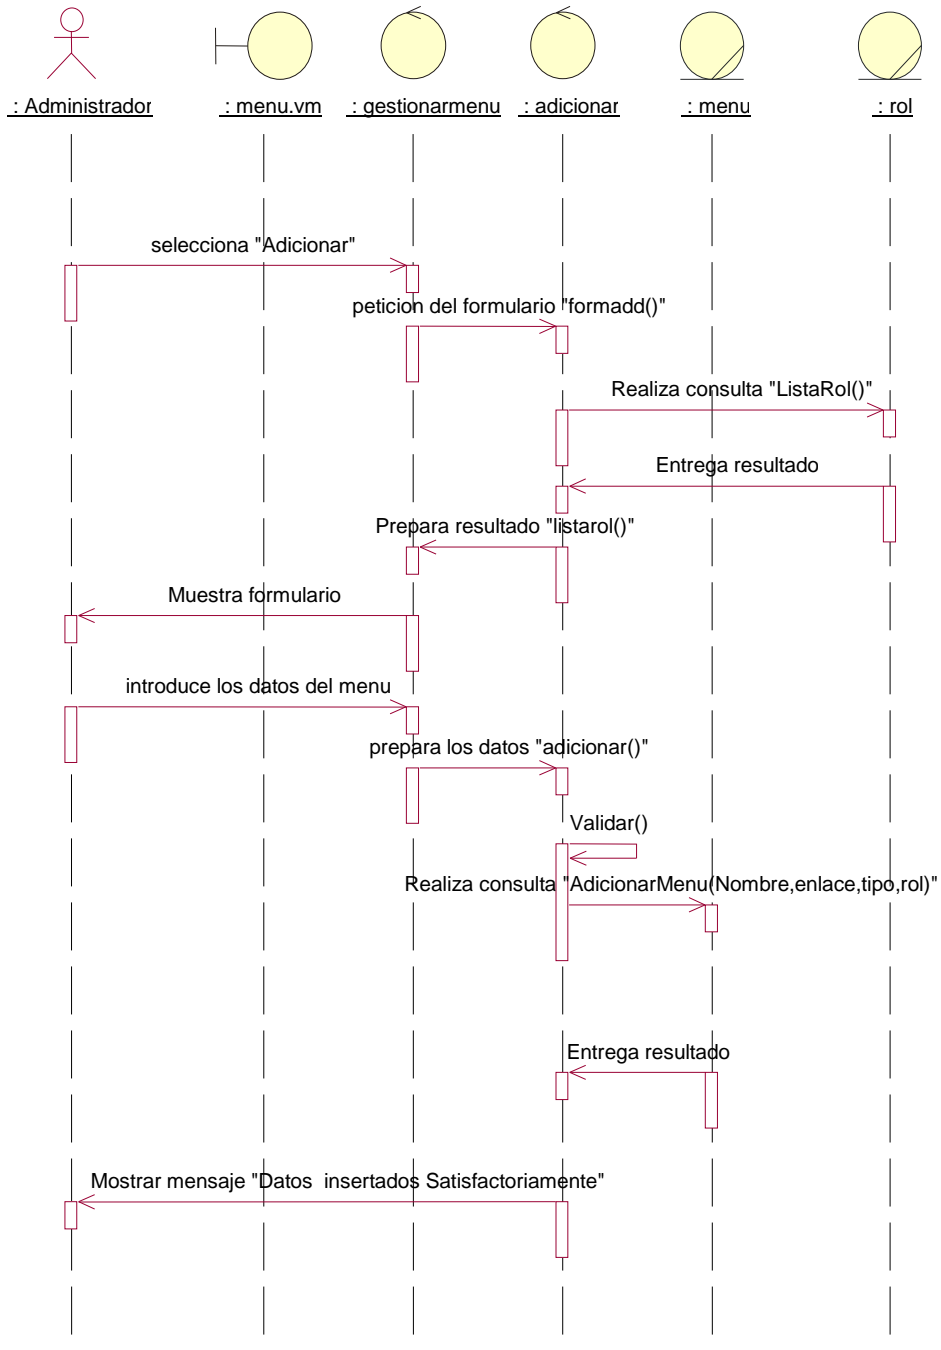 : Administrador
: menu.vm
: gestionarmenu
: adicionar
: menu
: rol
selecciona "Adicionar"
peticion del formulario "formadd()"
Realiza consulta "ListaRol()"
Entrega resultado
Prepara resultado "listarol()"
Muestra formulario
introduce los datos del menu
prepara los datos "adicionar()"
Validar()
Realiza consulta "AdicionarMenu(Nombre,enlace,tipo,rol)"
Entrega resultado
Mostrar mensaje "Datos  insertados Satisfactoriamente"